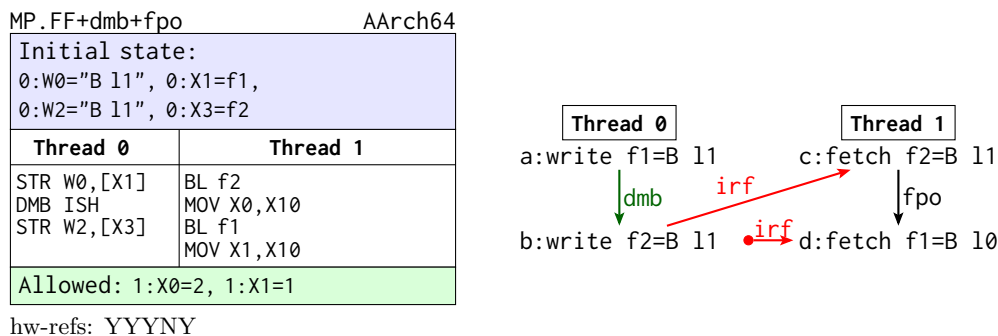 MP.FF+dmb+fpo AArch64
Initial state:
0:W0="B l1", 0:X1=f1,
0:W2="B l1", 0:X3=f2
Thread 0 Thread 1
STR W0,[X1] BL f2
DMB ISH MOV X0,X10
STR W2,[X3] BL f1
MOV X1,X10
Allowed: 1:X0=2, 1:X1=1
hw-refs: YYYNY
Thread 0 Thread 1
a:write f1=B l1 c:fetch f2=B l1
irf
dmb fpo
irf
b:write f2=B l1 d:fetch f1=B l0